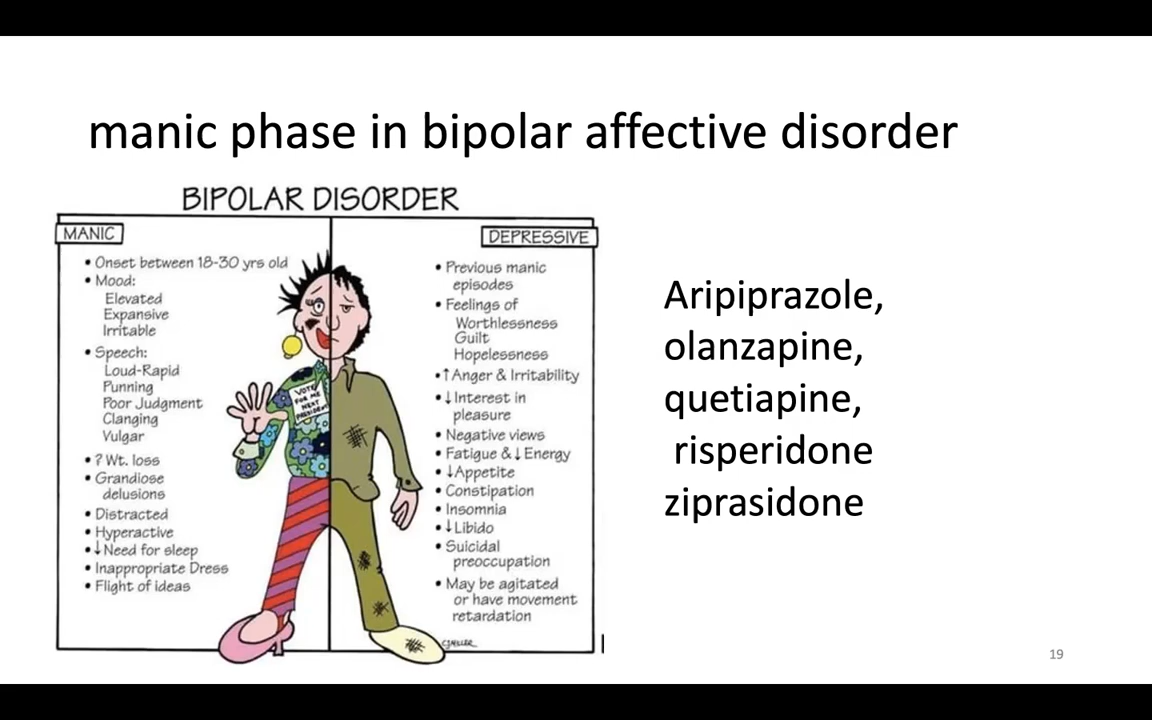 manic phase in bipolar affective disorder
BIPOLAR DISORDER
MANIC
• Onset between 18-30 yrs old
• Mood:
Elevated
Expansive
Irritable
• Speech:
Loud-Rapid
Punning
Poor Judgment
Clanging
Vulgar
• ? Wt. loss
• Grandiose
delusions
• Distracted
• Hyperactive
• ↓ Need for sleep
• Inappropriate Dress
• Flight of ideas
VOTE
FOR ME
NEXT
PRESIDENT
DEPRESSIVE
• Previous manic
episodes
• Feelings of
Worthlessness
Guilt
Hopelessness
• ↑ Anger & Irritability
• ↓ Interest in
pleasure
• Negative views
• Fatigue & ↓ Energy
• ↓ Appetite
• Constipation
• Insomnia
• ↓ Libido
• Suicidal
preoccupation
• May be agitated
or have movement
retardation
CJMILLER
Aripiprazole,
olanzapine,
quetiapine,
risperidone
ziprasidone
19